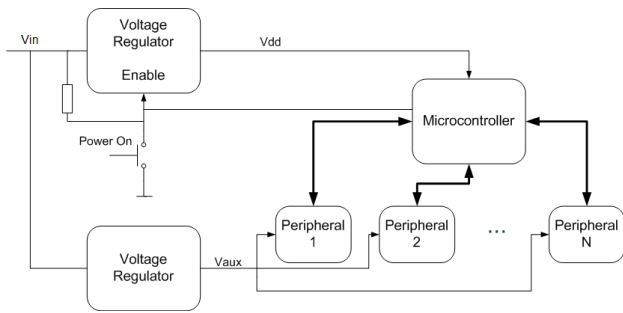 Voltage
Regulator
Enable
Vin
Vdd
Microcontroller
Power On
Peripheral
1
Peripheral
2
...
Peripheral
N
Voltage
Regulator
Vaux